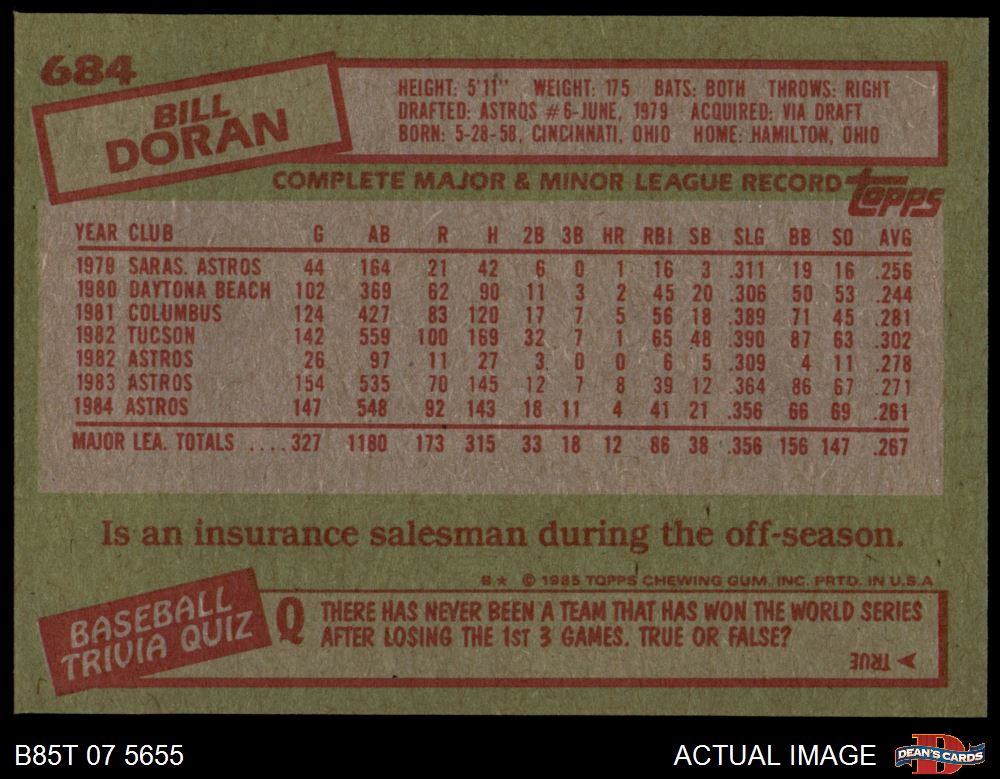 684
BILL
DORAN
HEIGHT: 5'11" WEIGHT: 175 BATS: BOTH THROWS: RIGHT
DRAFTED: ASTROS #6-JUNE, 1979 ACQUIRED: VIA DRAFT
BORN: 5-28-58, CINCINNATI, OHIO HOME: HAMILTON, OHIO
COMPLETE MAJOR & MINOR LEAGUE RECORD topps
YEAR CLUB G AB R H 2B 3B HR RBI SB SLG BB SO AVG
1979 SARAS. ASTROS 44 164 21 42 6 0 1 16 3 .311 19 16 .256
1980 DAYTONA BEACH 102 369 62 90 11 3 2 45 20 .306 50 53 .244
1981 COLUMBUS 124 427 83 120 17 7 5 56 18 .389 71 45 .281
1982 TUCSON 142 559 100 169 32 7 1 65 48 .390 87 63 .302
1982 ASTROS 26 97 11 27 3 0 0 6 5 .309 4 11 .278
1983 ASTROS 154 535 70 145 12 7 8 39 12 .364 86 67 .271
1984 ASTROS 147 548 92 143 18 11 4 41 21 .356 66 69 .261
MAJOR LEA. TOTALS .... 327 1180 173 315 33 18 12 86 38 .356 156 147 .267
Is an insurance salesman during the off-season.
B* © 1985 TOPPS CHEWING GUM, INC. PRTD. IN U.S.A
BASEBALL
TRIVIA QUIZ
Q THERE HAS NEVER BEEN A TEAM THAT HAS WON THE WORLD SERIES
AFTER LOSING THE 1st 3 GAMES. TRUE OR FALSE?
TRUE
B85T 07 5655
ACTUAL IMAGE
D
DEAN'S CARDS